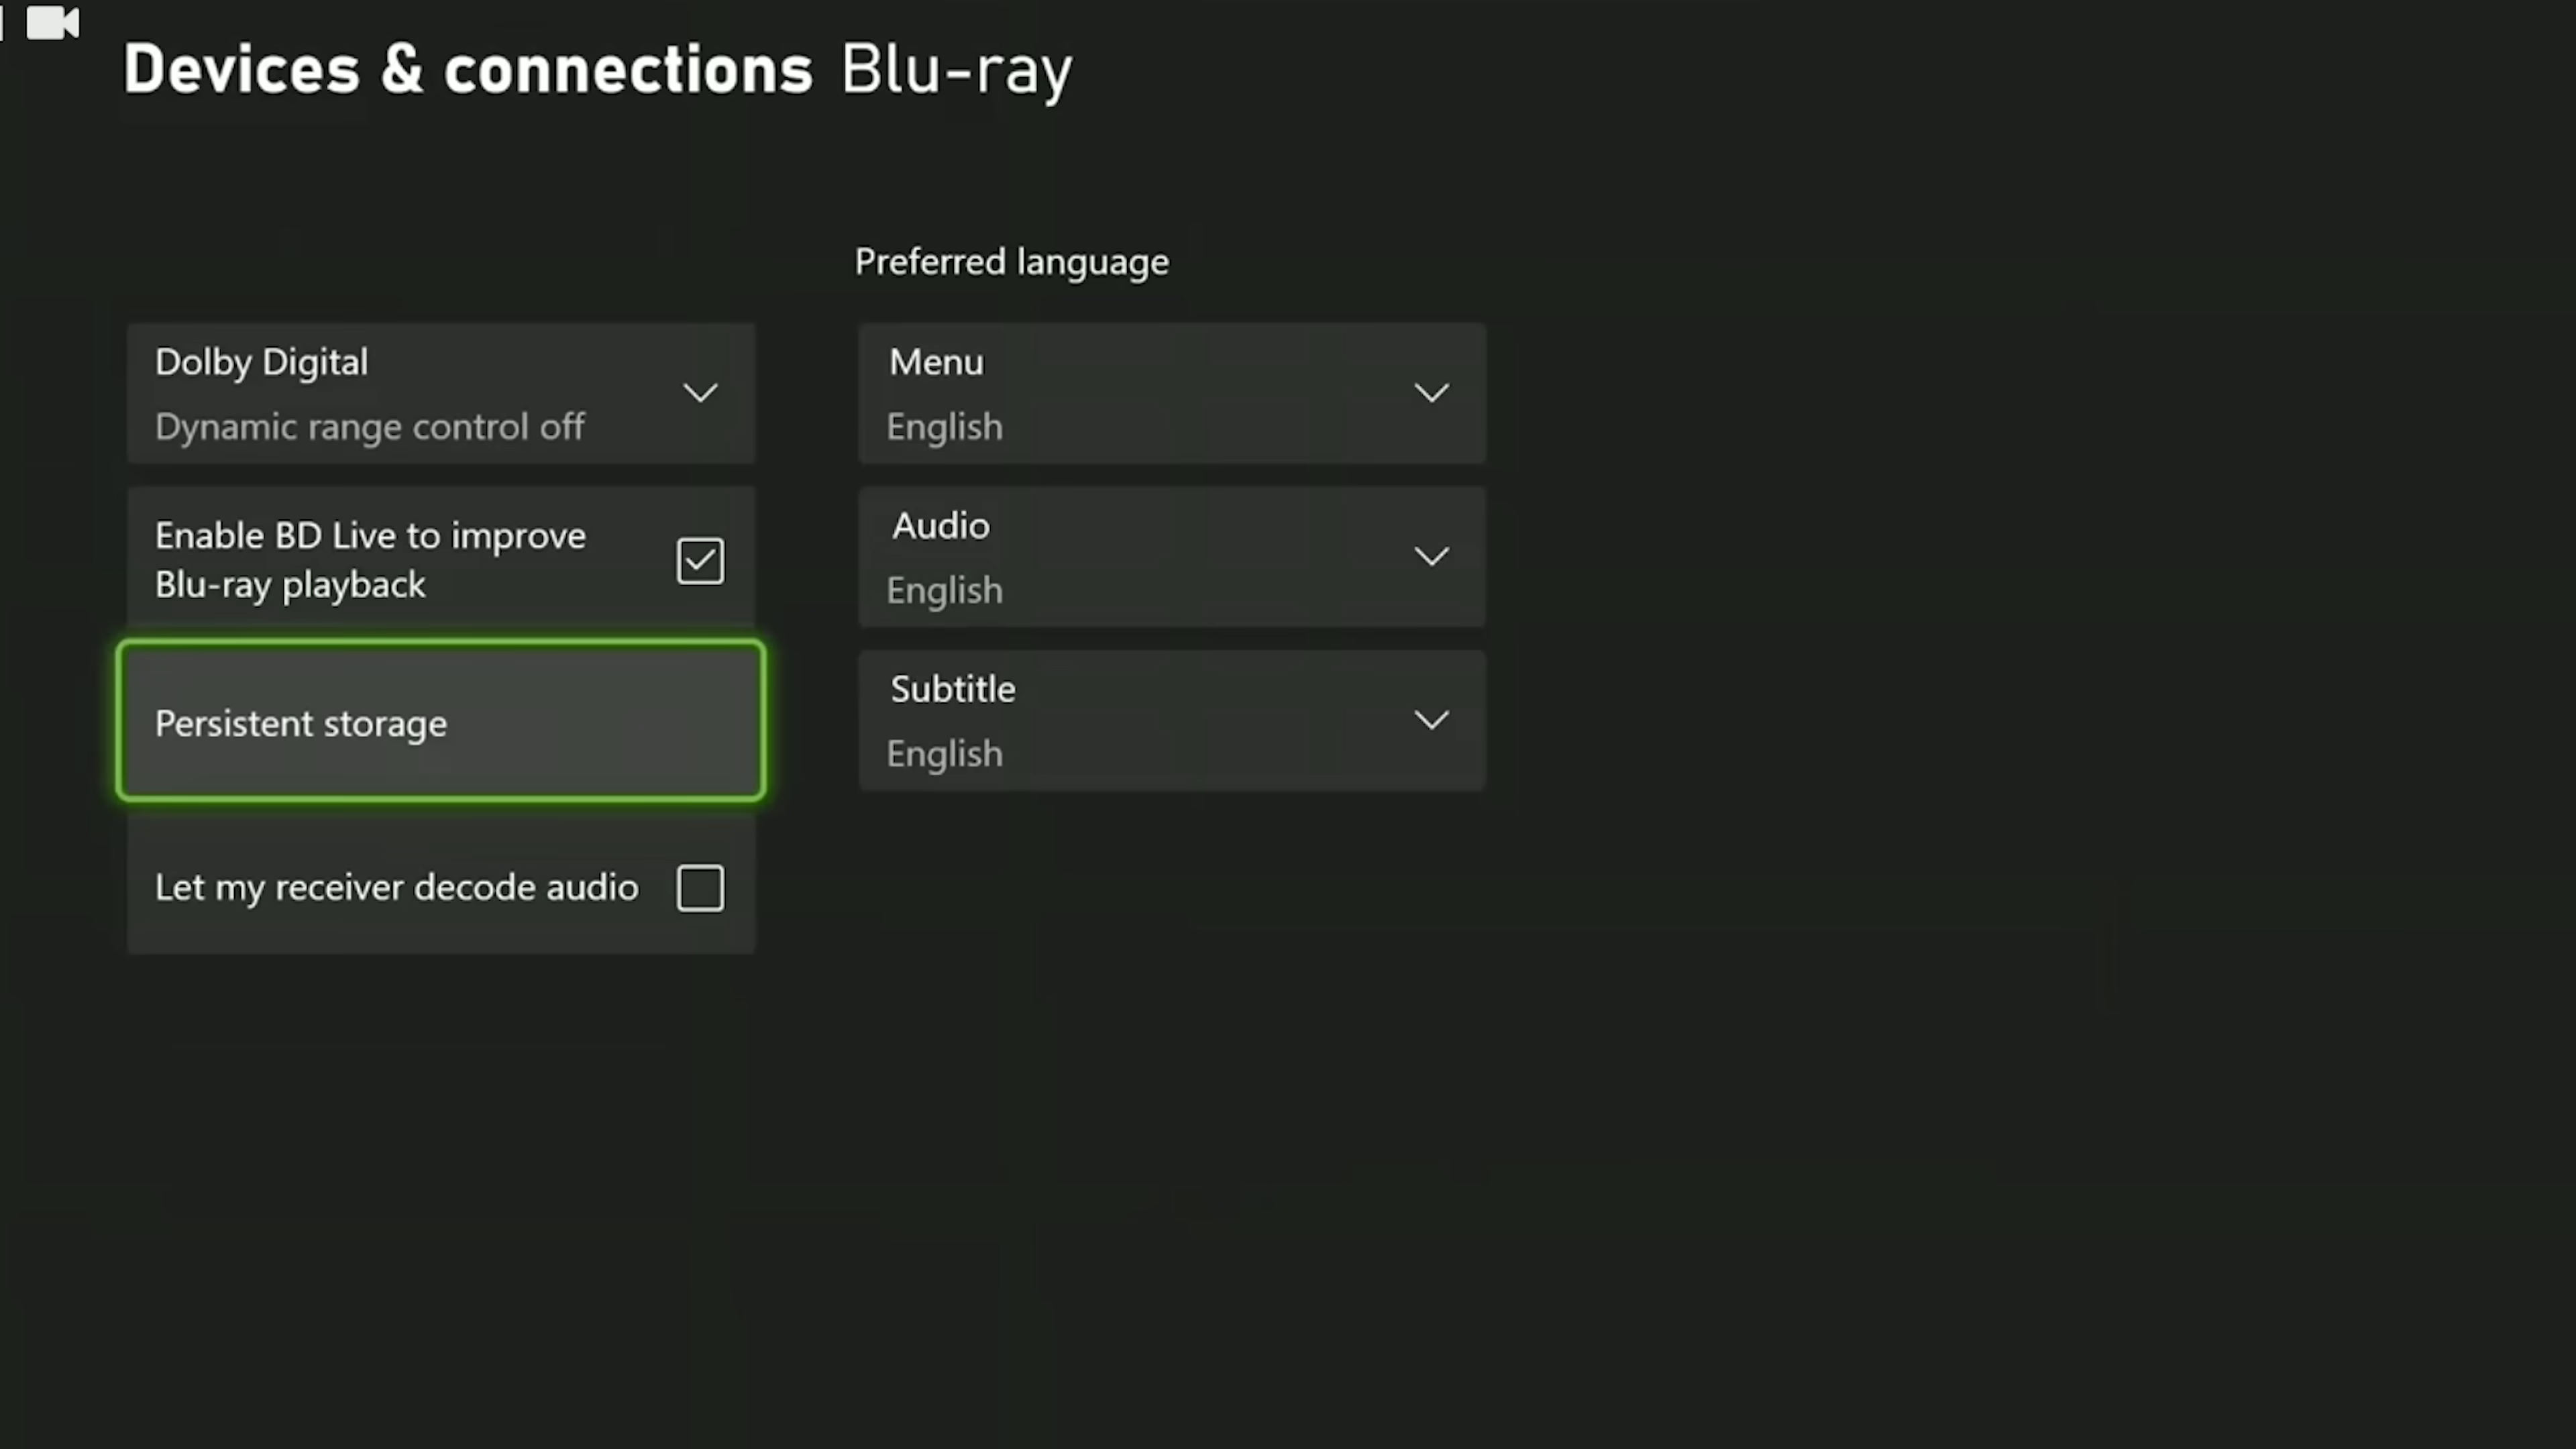 Devices & connections Blu-ray
Dolby Digital
Dynamic range control off
Enable BD Live to improve
Blu-ray playback
Persistent storage
Let my receiver decode audio
Preferred language
Menu
English
Audio
English
Subtitle
English